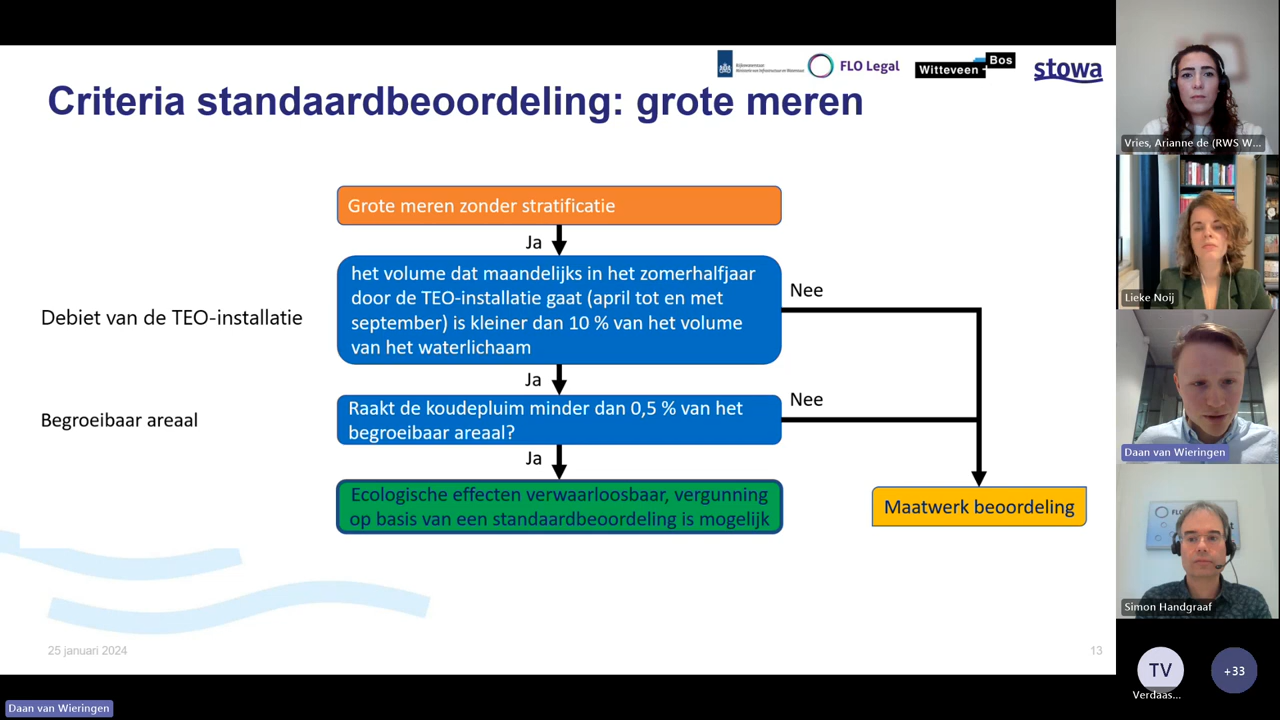 FLO Legal
Witteveen + Bos
stowa
Criteria standaardbeoordeling: grote meren
Grote meren zonder stratificatie
Ja
het volume dat maandelijks in het zomerhalfjaar
door de TEO-installatie gaat (april tot en met
september) is kleiner dan 10 % van het volume
van het waterlichaam
Nee
Debiet van de TEO-installatie
Ja
Raakt de koudepluim minder dan 0,5 % van het
begroeibaar areaal?
Nee
Begroeibaar areaal
Ja
Ecologische effecten verwaarloosbaar, vergunning
op basis van een standaardbeoordeling is mogelijk
Maatwerk beoordeling
25 januari 2024
13
Daan van Wieringen
Vries, Arianne de (RWS W...
Lieke Noij
Daan van Wieringen
Simon Handgraaf
TV
Verdaas...
+33